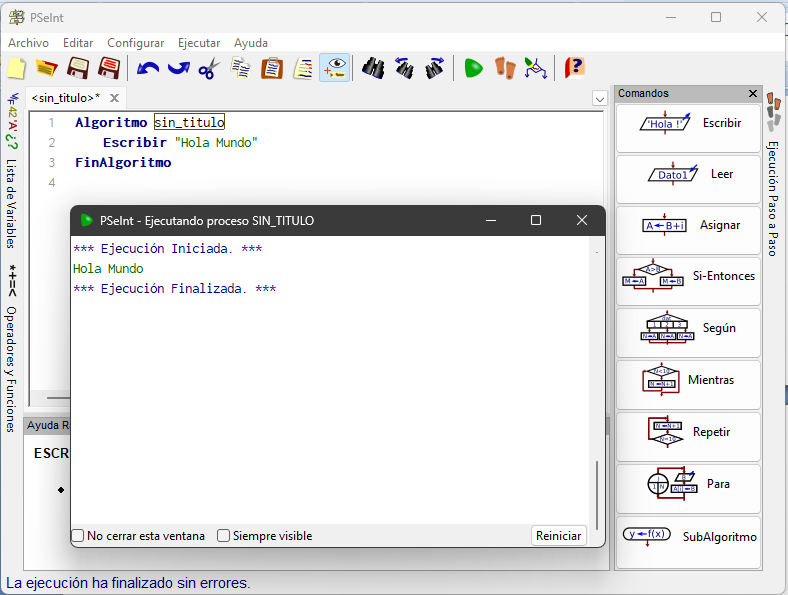 PSeInt
Archivo Editar Configurar Ejecutar Ayuda
<sin_titulo>*
1 Algoritmo sin_titulo
2 Escribir "Hola Mundo"
3 FinAlgoritmo
4
Lista de Variables
*+=< Operadores y Funciones
PSeInt - Ejecutando proceso SIN_TITULO
*** Ejecución Iniciada. ***
Hola Mundo
*** Ejecución Finalizada. ***
No cerrar esta ventana
Siempre visible
Reiniciar
Ayuda R
ESCR
Comandos
'Hola !' Escribir
Dato1 Leer
A←B+i Asignar
A>B M←A M←B Si-Entonces
Según
Mientras
Repetir
Para
y←f(x) SubAlgoritmo
Ejecución Paso a Paso
La ejecución ha finalizado sin errores.